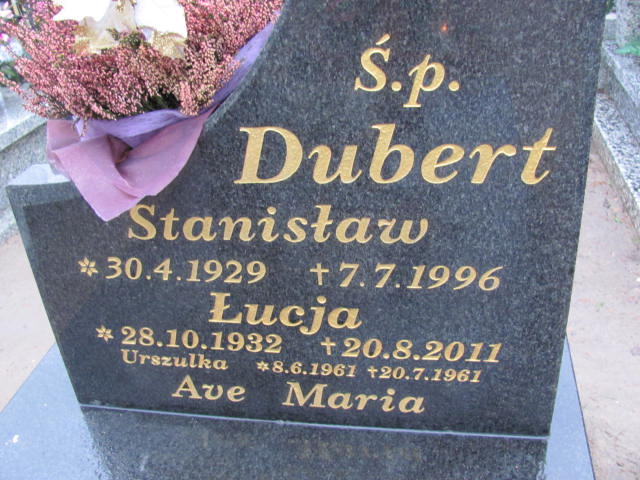 Ś.p.
Dubert
Stanisław
* 30.4.1929 † 7.7.1996
Łucja
* 28.10.1932 † 20.8.2011
Urszulka * 8.6.1961 † 20.7.1961
Ave Maria